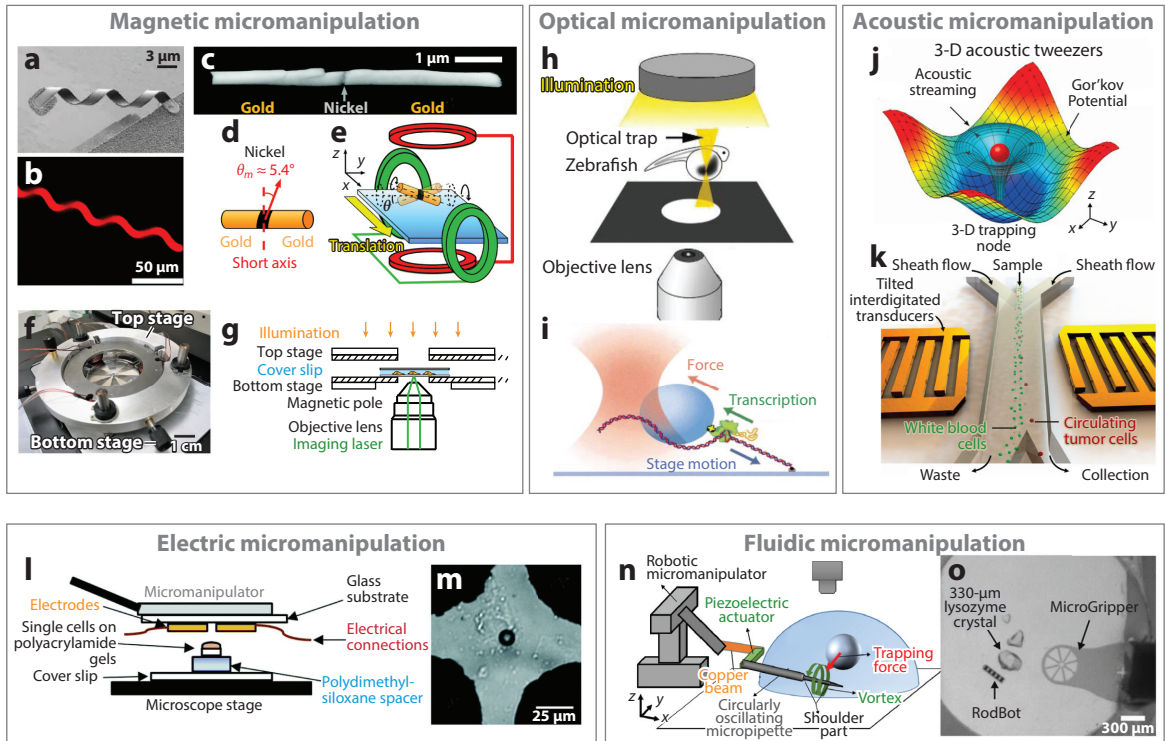 Magnetic micromanipulation
a
3 μm
b
50 μm
c
1 μm
Gold
Nickel
Gold
d
Nickel
θm ≈ 5.4°
Gold
Gold
Short axis
e
z
y
x
θ
Translation
f
Top stage
Bottom stage
1 cm
g
Illumination
Top stage
Cover slip
Bottom stage
Magnetic pole
Objective lens
Imaging laser
Optical micromanipulation
h
Illumination
Optical trap
Zebrafish
Objective lens
i
Force
Transcription
Stage motion
Acoustic micromanipulation
j
3-D acoustic tweezers
Acoustic
streaming
Gor'kov
Potential
z
x
y
3-D trapping
node
k
Sheath flow
Sample
Sheath flow
Tilted
interdigitated
transducers
White blood
cells
Circulating
tumor cells
Waste
Collection
Electric micromanipulation
l
Micromanipulator
Glass
substrate
Electrodes
Single cells on
polyacrylamide
gels
Electrical
connections
Cover slip
Polydimethyl-
siloxane spacer
Microscope stage
m
25 μm
Fluidic micromanipulation
n
Robotic
micromanipulator
Piezoelectric
actuator
Trapping
force
Copper
beam
Vortex
z
y
x
Circularly
oscillating
micropipette
Shoulder
part
o
330-μm
lysozyme
crystal
MicroGripper
RodBot
300 μm